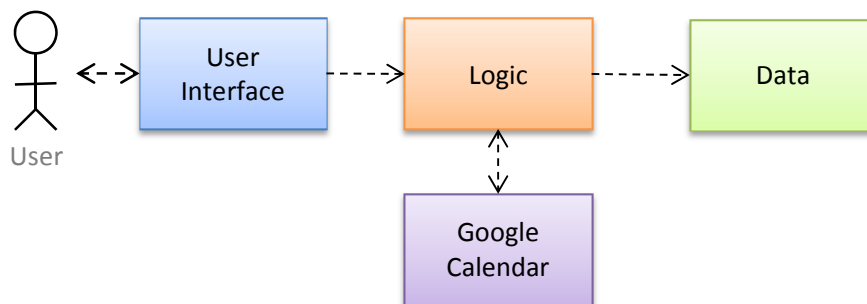 User
Interface
Logic
Data
User
Google
Calendar